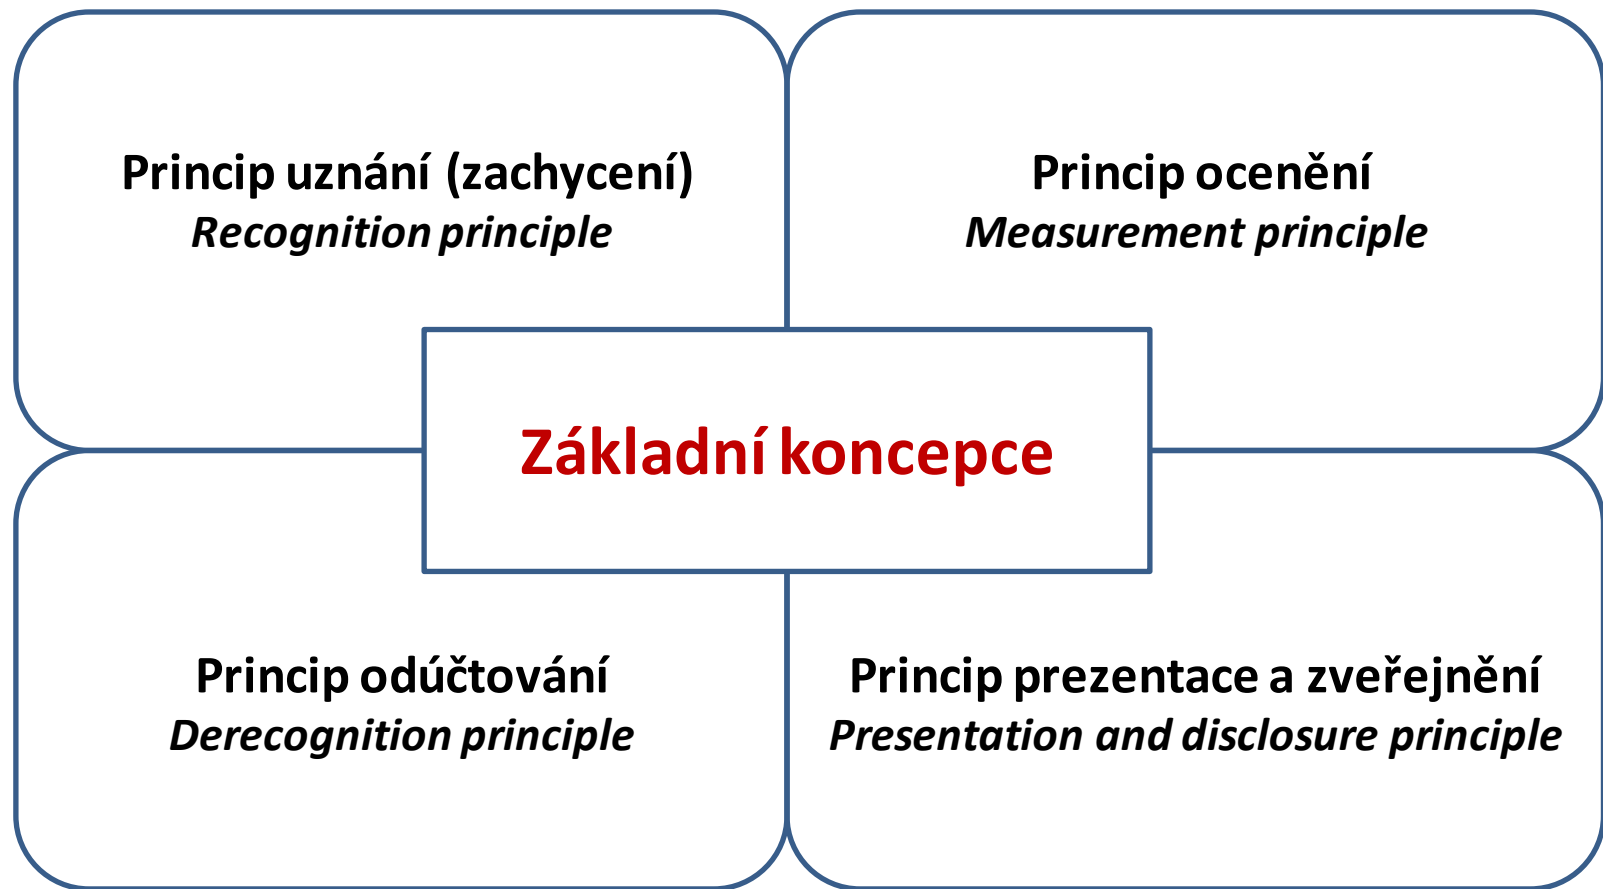 Princip uznání (zachycení)
Recognition principle
Princip ocenění
Measurement principle
Základní koncepce
Princip odúčtování
Derecognition principle
Princip prezentace a zveřejnění
Presentation and disclosure principle